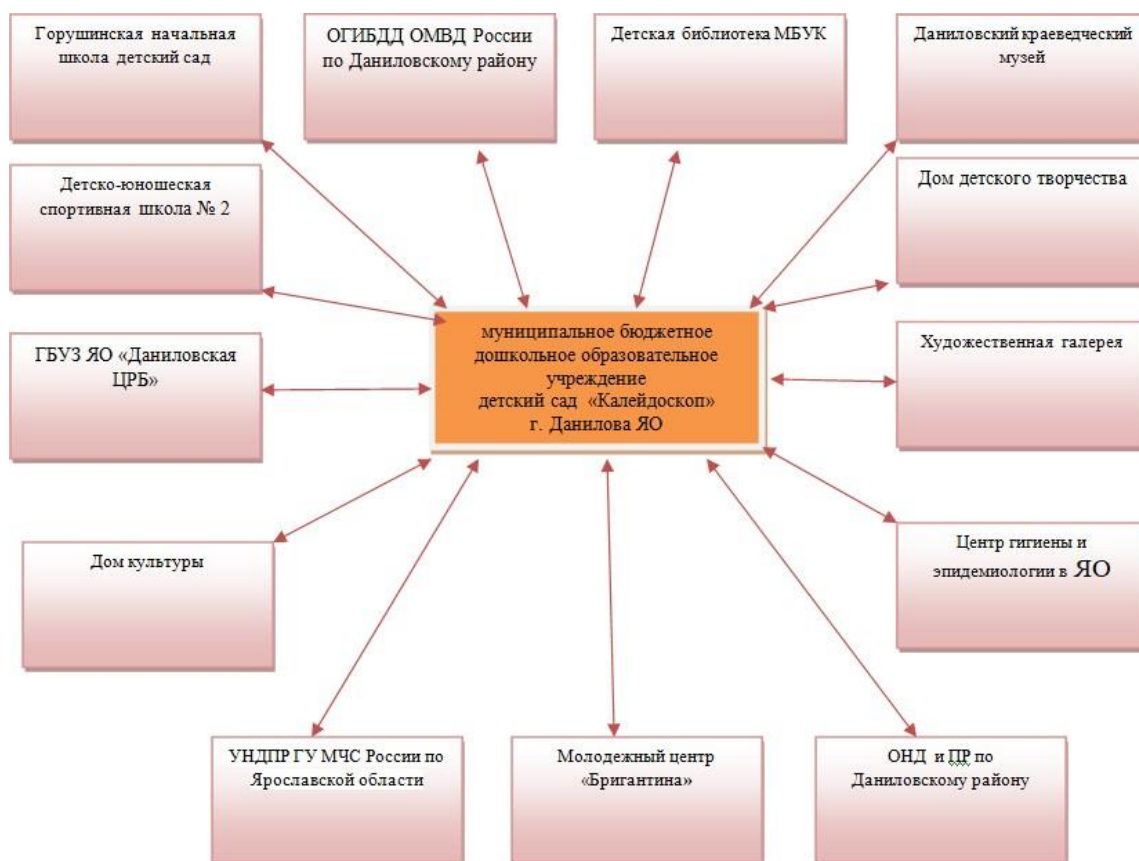 Горушинская начальная
школа детский сад
ОГИБДД ОМВД России
по Даниловскому району
Детская библиотека МБУК
Даниловский краеведческий
музей
Детско-юношеская
спортивная школа № 2
Дом детского творчества
ГБУЗ ЯО «Даниловская
ЦРБ»
муниципальное бюджетное
дошкольное образовательное
учреждение
детский сад «Калейдоскоп»
г. Данилова ЯО
Художественная галерея
Дом культуры
Центр гигиены и
эпидемиологии в ЯО
УНДПР ГУ МЧС России по
Ярославской области
Молодежный центр
«Бригантина»
ОНД и ПР по
Даниловскому району